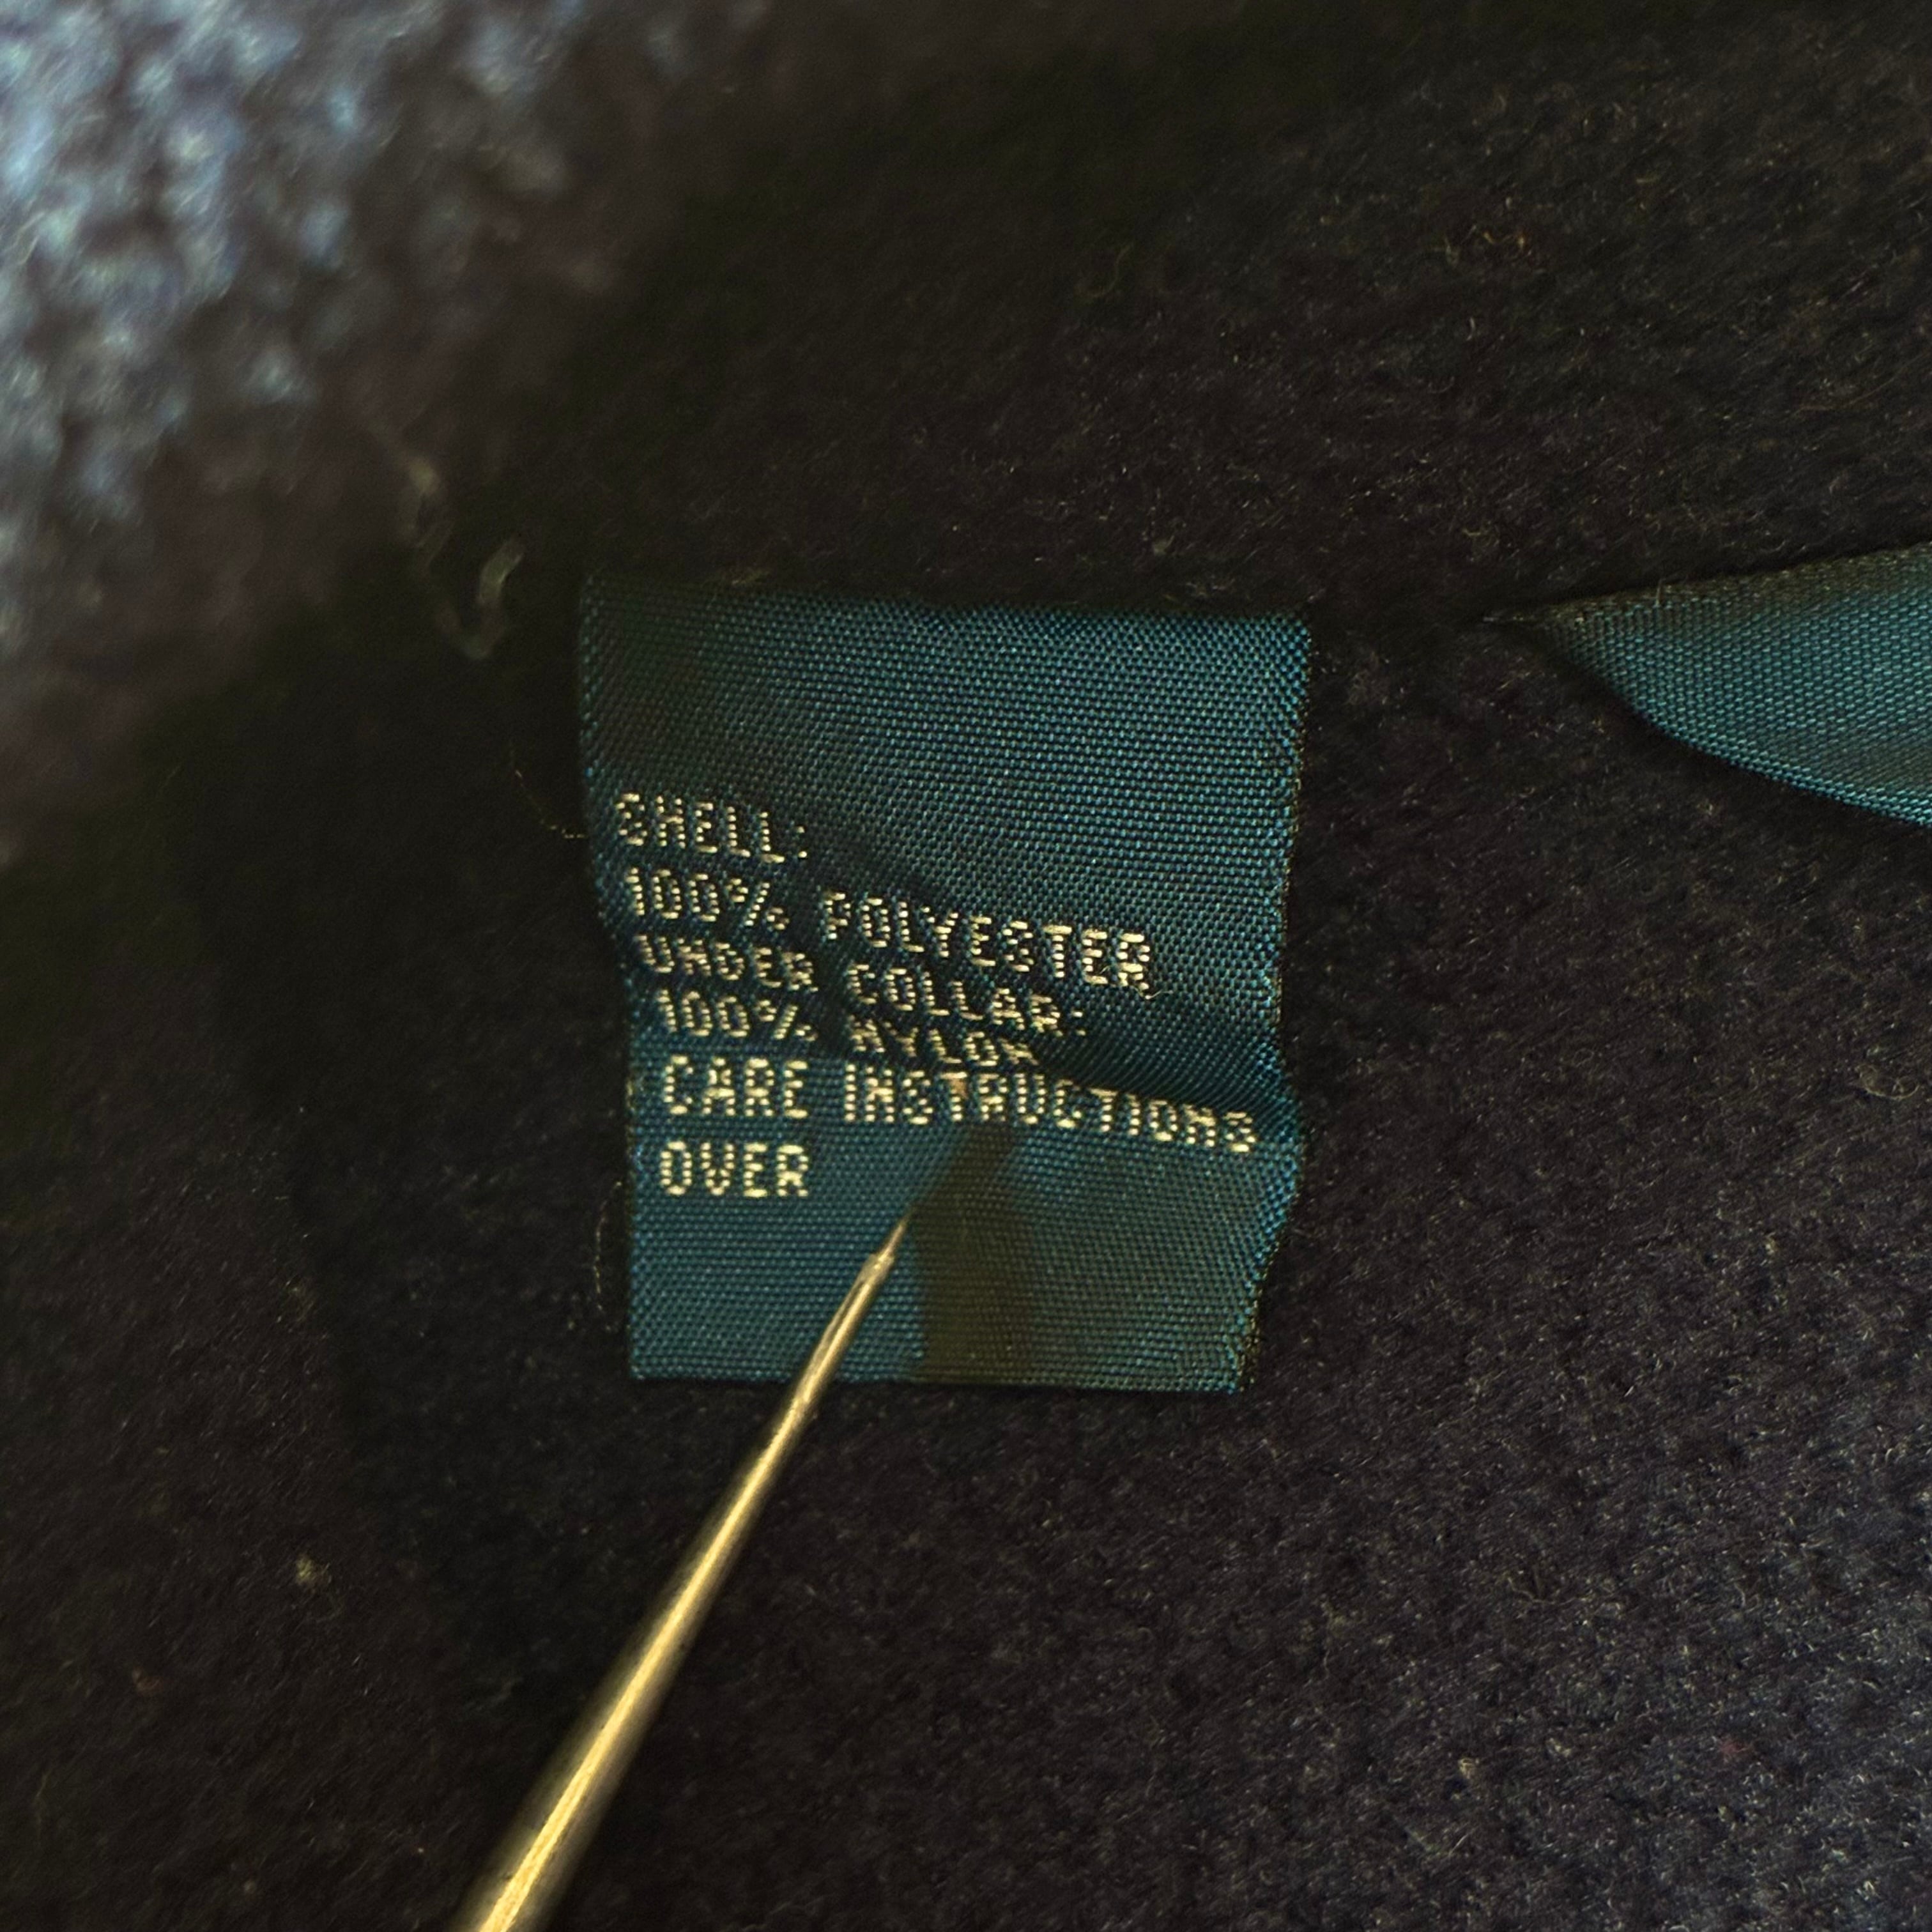 SHELL:
100% POLYESTER
UNDER COLLAR:
100% NYLON
CARE INSTRUCTIONS
OVER